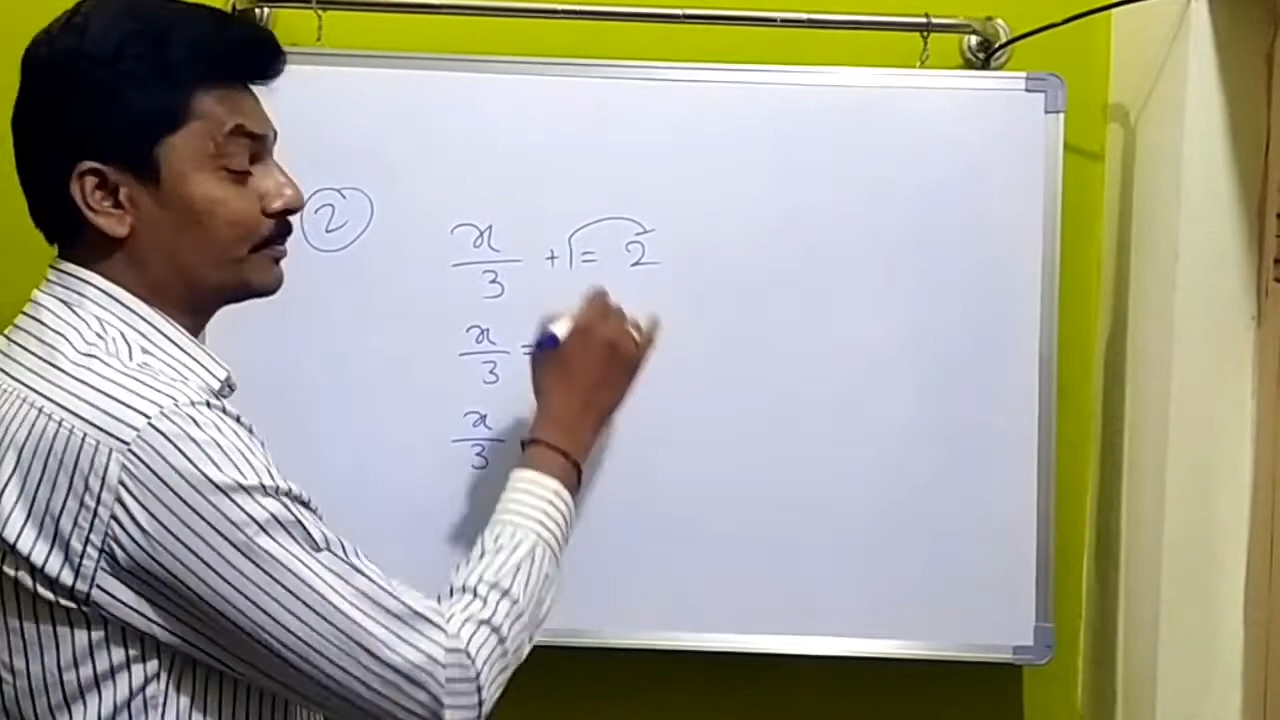 2
x/3 + 1 = 2
x/3 =
x/3